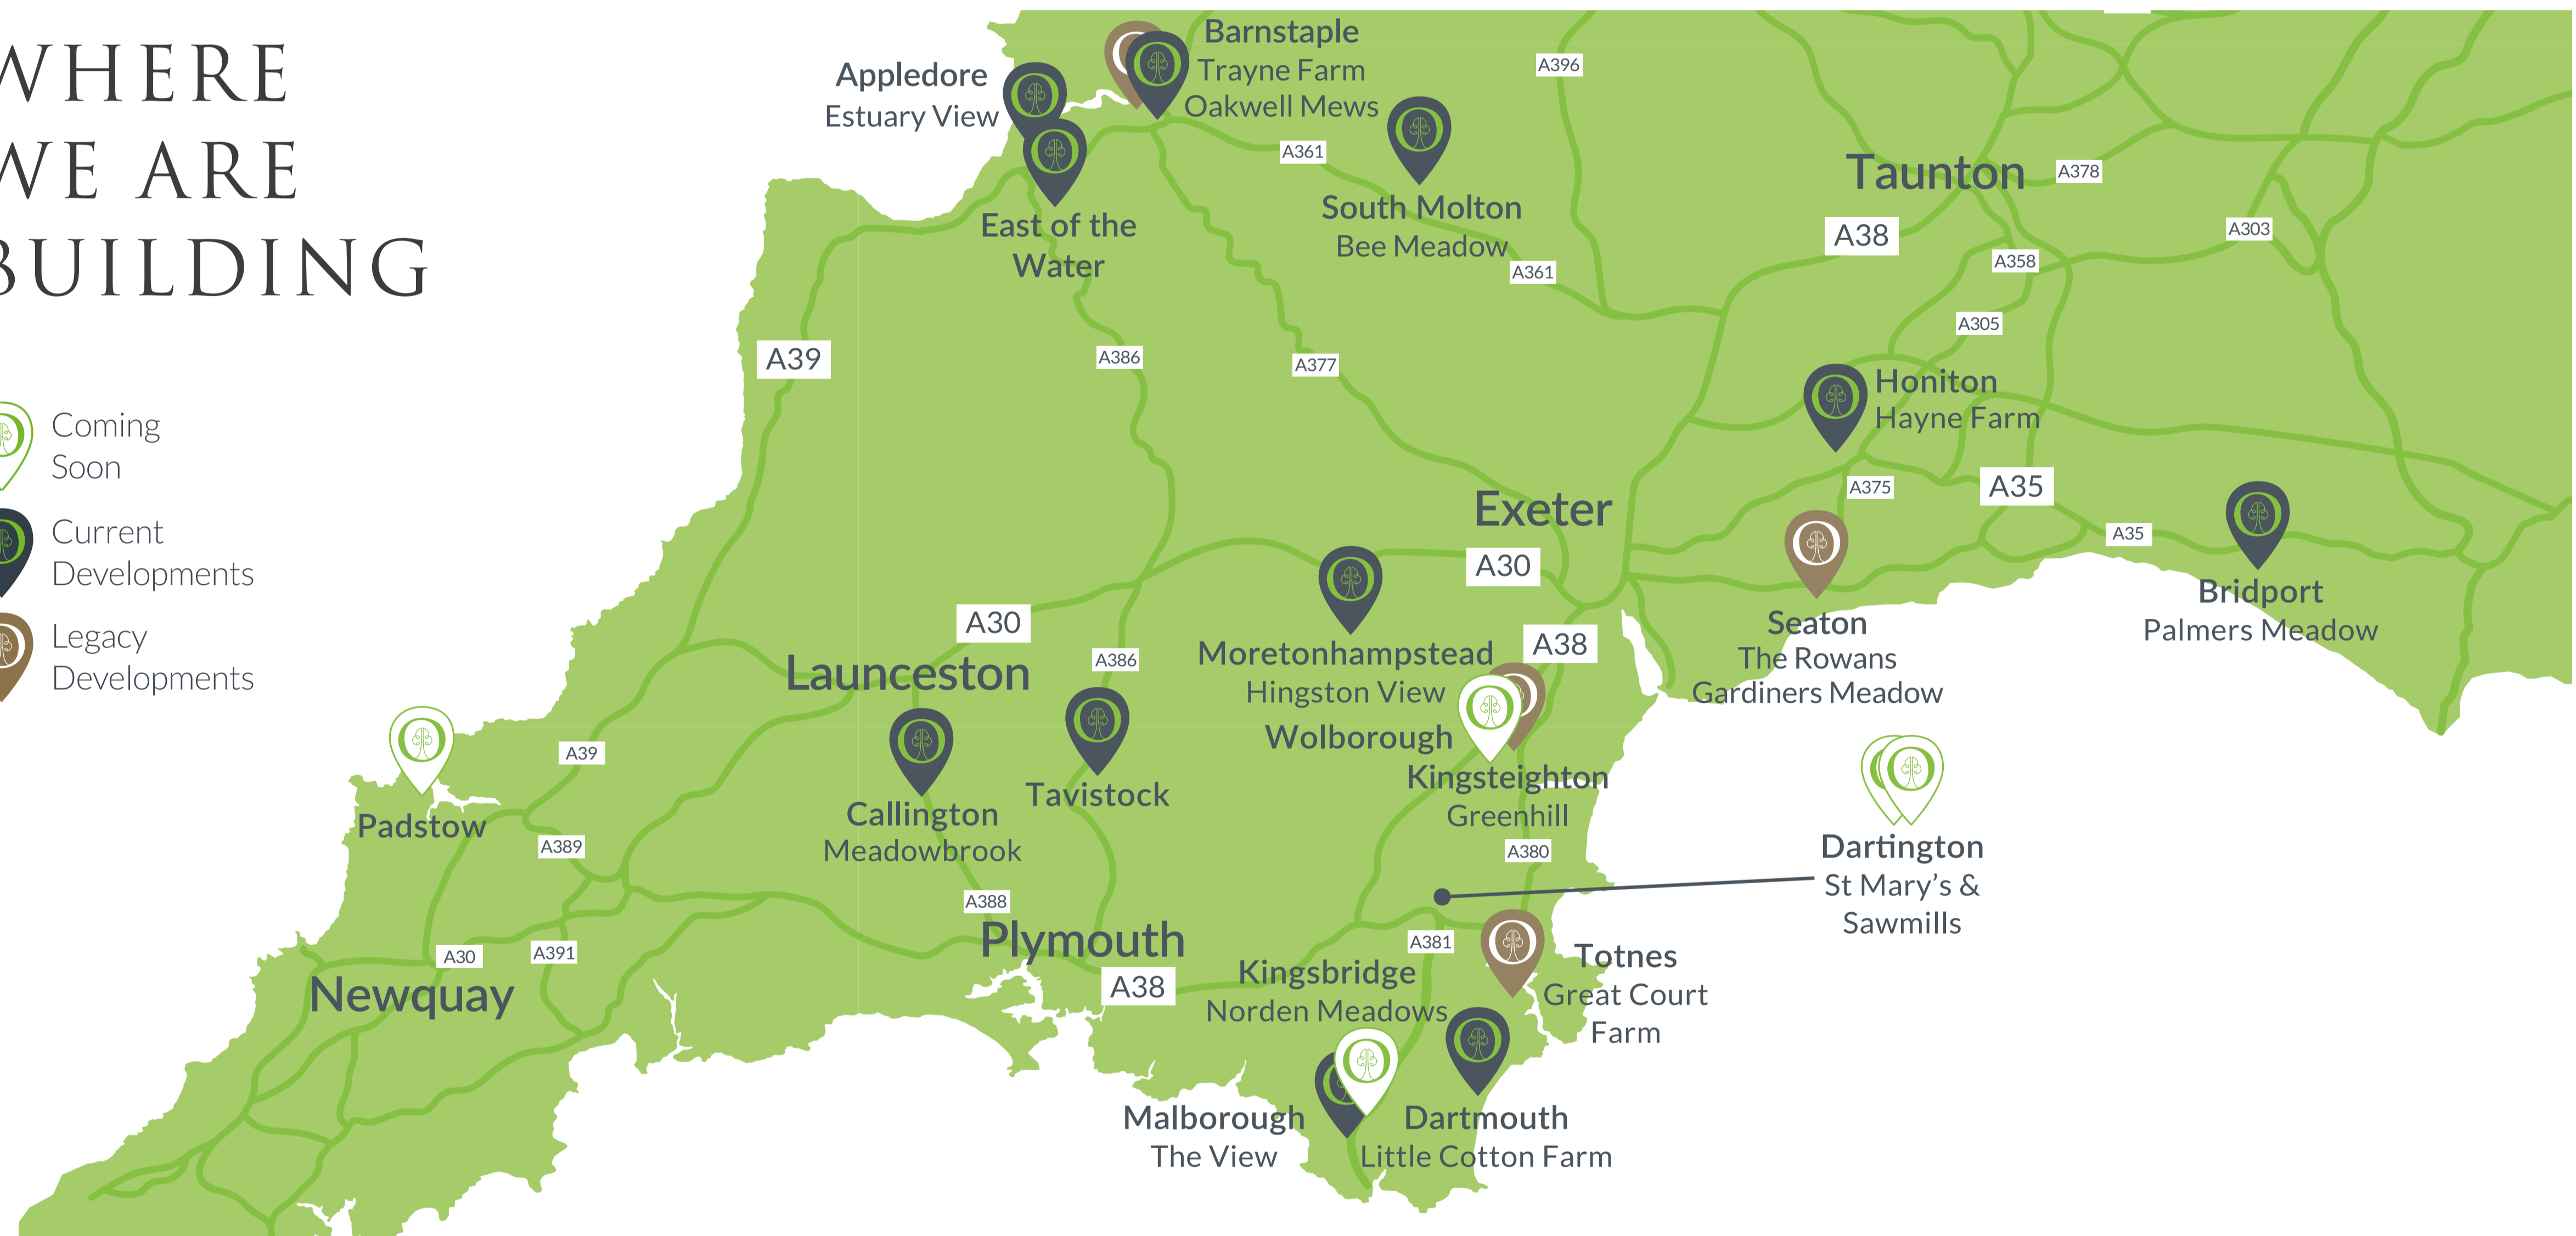 WHERE
WE ARE
BUILDING
Coming
Soon
Current
Developments
Legacy
Developments
Appledore
Estuary View
Barnstaple
Trayne Farm
Oakwell Mews
A396
A361
South Molton
Bee Meadow
A361
East of the
Water
Taunton
A378
A38
A303
A358
A305
A39
A386
A377
Honiton
Hayne Farm
A375
A35
A35
Exeter
A30
A30
Bridport
Palmers Meadow
Seaton
The Rowans
Gardiners Meadow
Moretonhampstead
Hingston View
A38
Wolborough
Kingsteighton
Greenhill
A380
Launceston
A386
Tavistock
Callington
Meadowbrook
A388
A39
Padstow
A389
A30
A391
Newquay
Plymouth
A38
Dartington
St Mary’s &
Sawmills
A381
Kingsbridge
Norden Meadows
Totnes
Great Court
Farm
Malborough
The View
Dartmouth
Little Cotton Farm